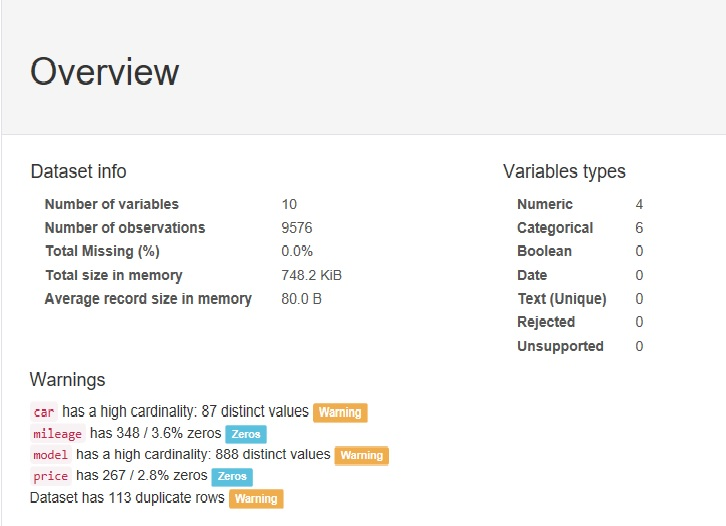 Overview
Dataset info
Number of variables 10
Number of observations 9576
Total Missing (%) 0.0%
Total size in memory 748.2 KiB
Average record size in memory 80.0 B
Variables types
Numeric 4
Categorical 6
Boolean 0
Date 0
Text (Unique) 0
Rejected 0
Unsupported 0
Warnings
car has a high cardinality: 87 distinct values Warning
mileage has 348 / 3.6% zeros Zeros
model has a high cardinality: 888 distinct values Warning
price has 267 / 2.8% zeros Zeros
Dataset has 113 duplicate rows Warning